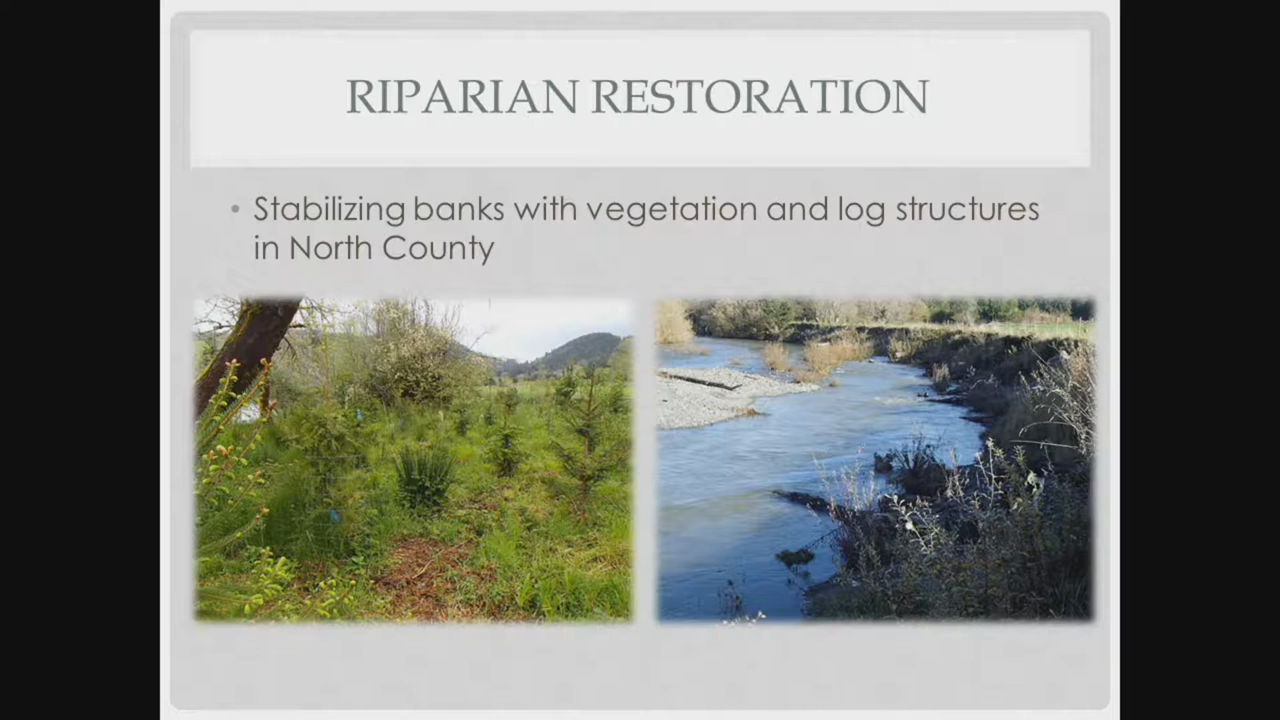 RIPARIAN RESTORATION
• Stabilizing banks with vegetation and log structures
in North County